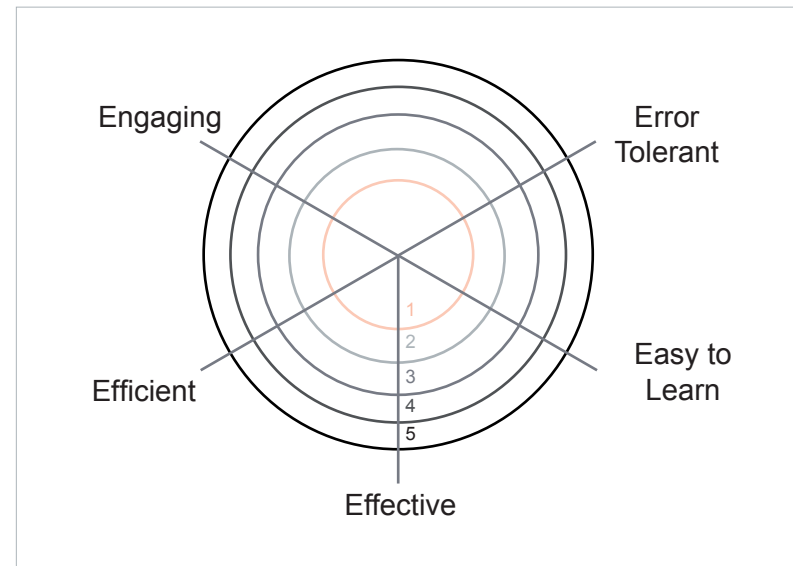 Engaging
Error
Tolerant
1
2
3
4
5
Efficient
Easy to
Learn
Effective